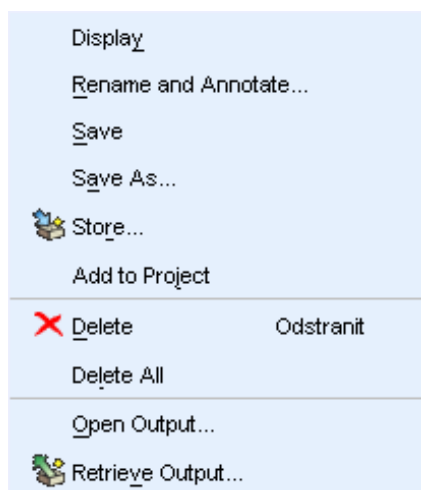 Display
Rename and Annotate...
Save
Save As...
Store...
Add to Project
Delete Odstranit
Delete All
Open Output...
Retrieve Output...